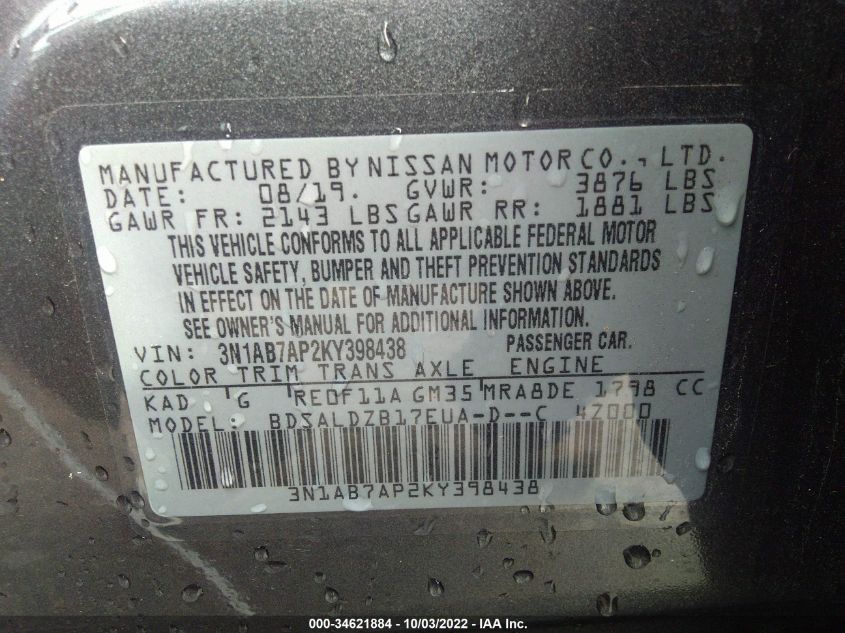 MANUFACTURED BY NISSAN MOTOR CO., LTD.
DATE: 08/19. GVWR: 3876 LBS
GAWR FR: 2143 LBS GAWR RR: 1881 LBS
THIS VEHICLE CONFORMS TO ALL APPLICABLE FEDERAL MOTOR
VEHICLE SAFETY, BUMPER AND THEFT PREVENTION STANDARDS
IN EFFECT ON THE DATE OF MANUFACTURE SHOWN ABOVE.
SEE OWNER'S MANUAL FOR ADDITIONAL INFORMATION.
VIN: 3N1AB7AP2KY398438 PASSENGER CAR.
COLOR TRIM TRANS AXLE ENGINE
KAD G RE0F11A GM35 MRA8DE 1798 CC
MODEL: BDSALDZB17EUA-D--C 4Z000
3N1AB7AP2KY398438
000-34621884 - 10/03/2022 - IAA Inc.